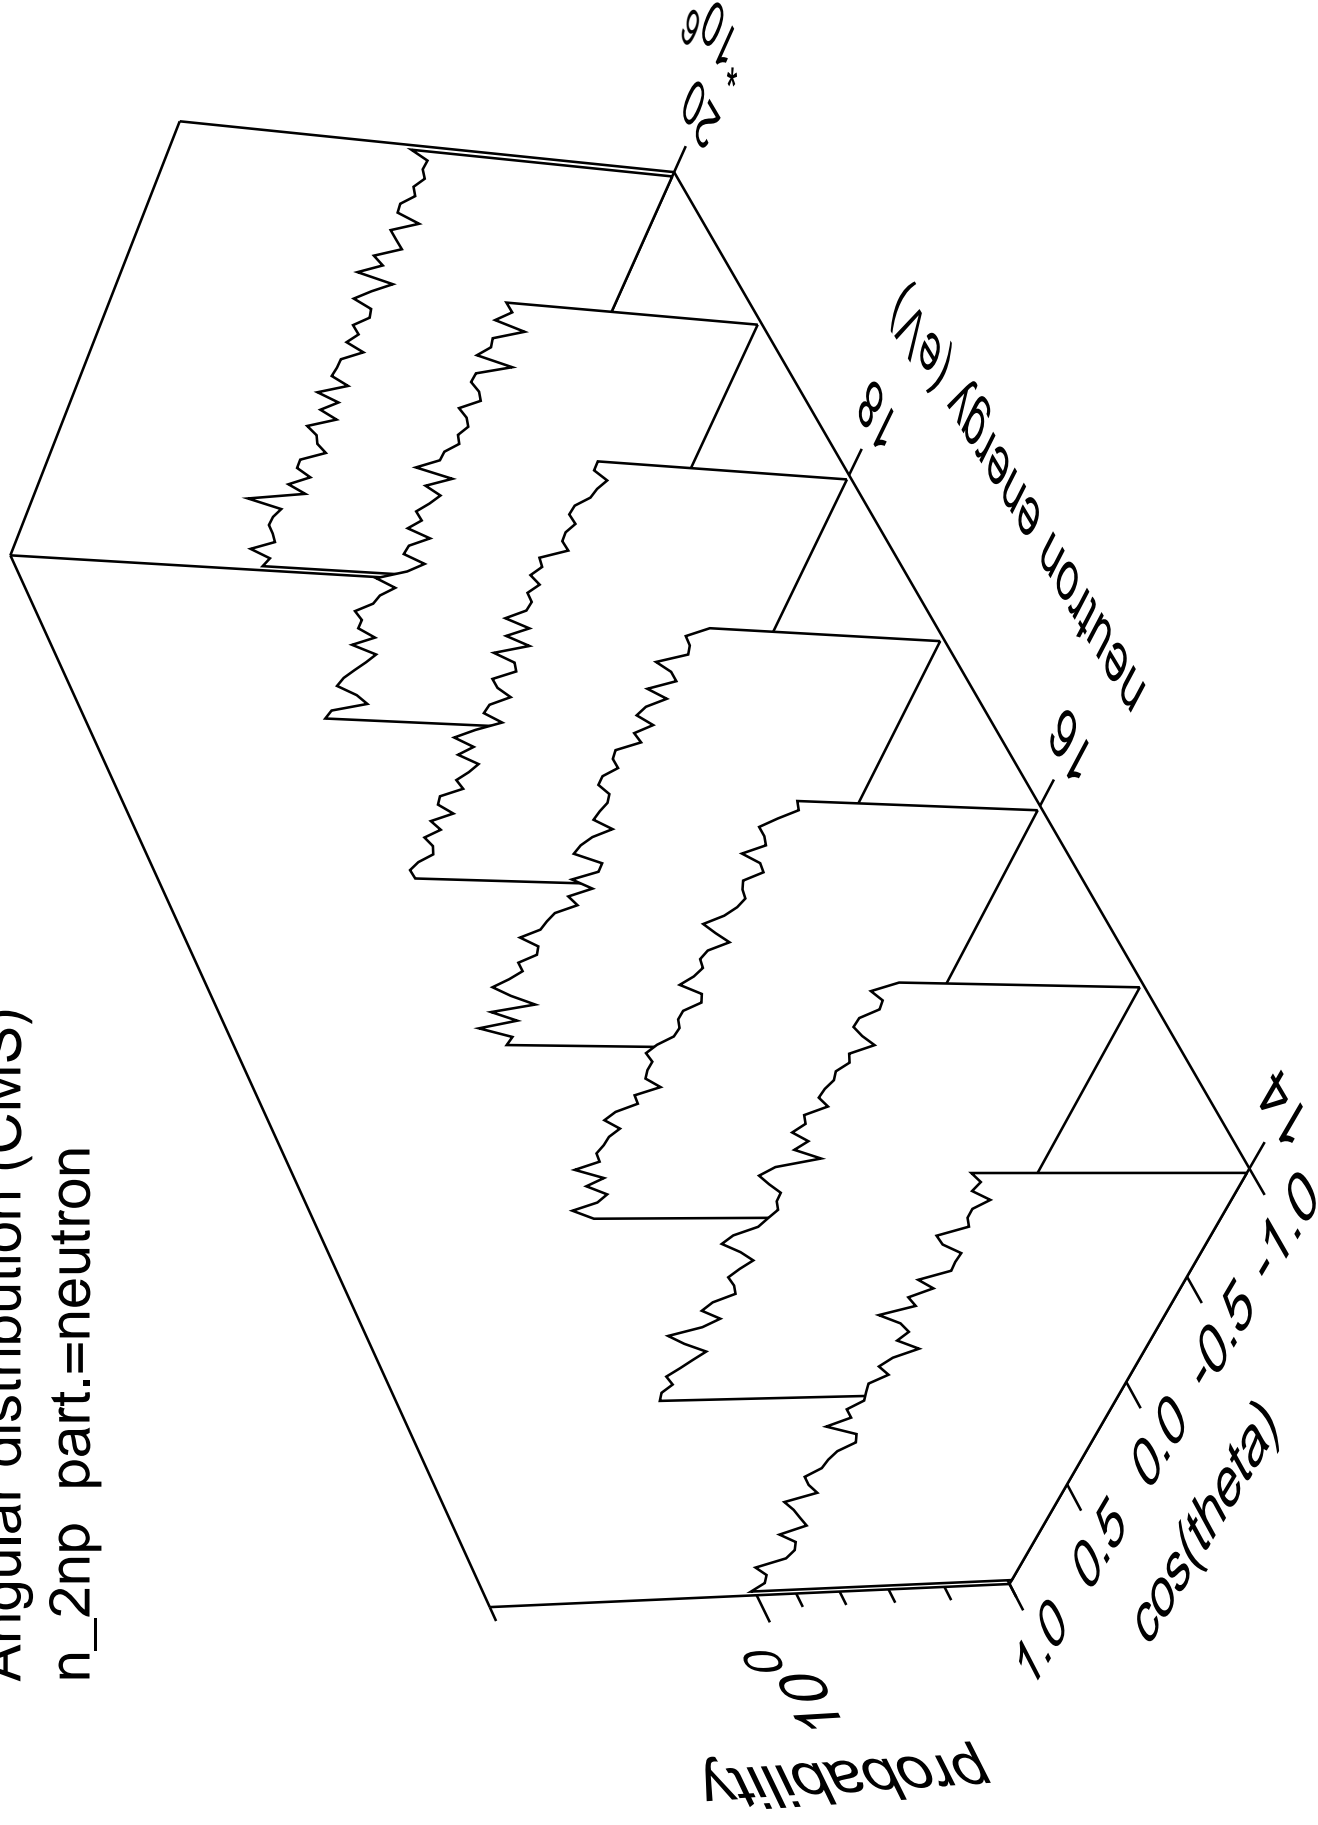 Angular distribution (CMS)
n_2np part.=neutron
probability
10^0
1.0
0.5
0.0
-0.5
-1.0
cos(theta)
14
16
18
20
*10^6
neutron energy (eV)